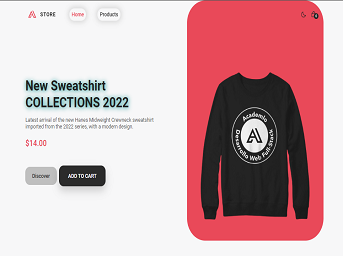 STORE
Home
Products
New Sweatshirt
COLLECTIONS 2022
Latest arrival of the new Hanes Midweight Crewneck sweatshirt
imported from the 2022 series, with a modern design.
$14.00
Discover
ADD TO CART
Academlo
Desarrollo Web Full-Stack